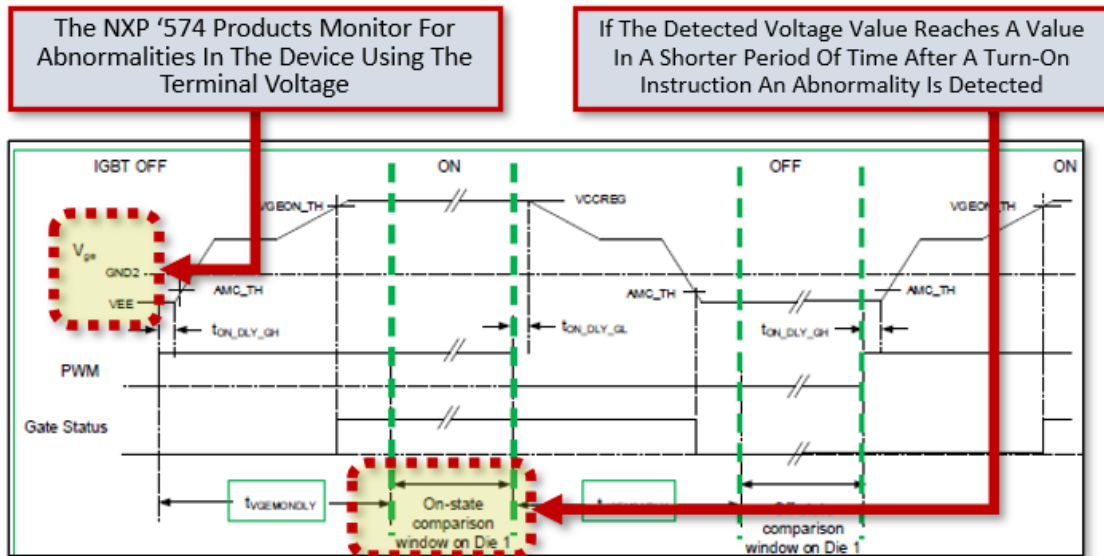 The NXP ‘574 Products Monitor For
Abnormalities In The Device Using The
Terminal Voltage
If The Detected Voltage Value Reaches A Value
In A Shorter Period Of Time After A Turn-On
Instruction An Abnormality Is Detected
IGBT OFF
ON
OFF
ON
VGEON_TH
VCCREG
VGEON_TH
Vge
GND2
AMC_TH
AMC_TH
AMC_TH
VEE
tON_DLY_GH
tON_DLY_GL
tON_DLY_GH
PWM
Gate Status
tVGEMONDLY
On-state
comparison
window on Die 1
comparison
window on Die 1